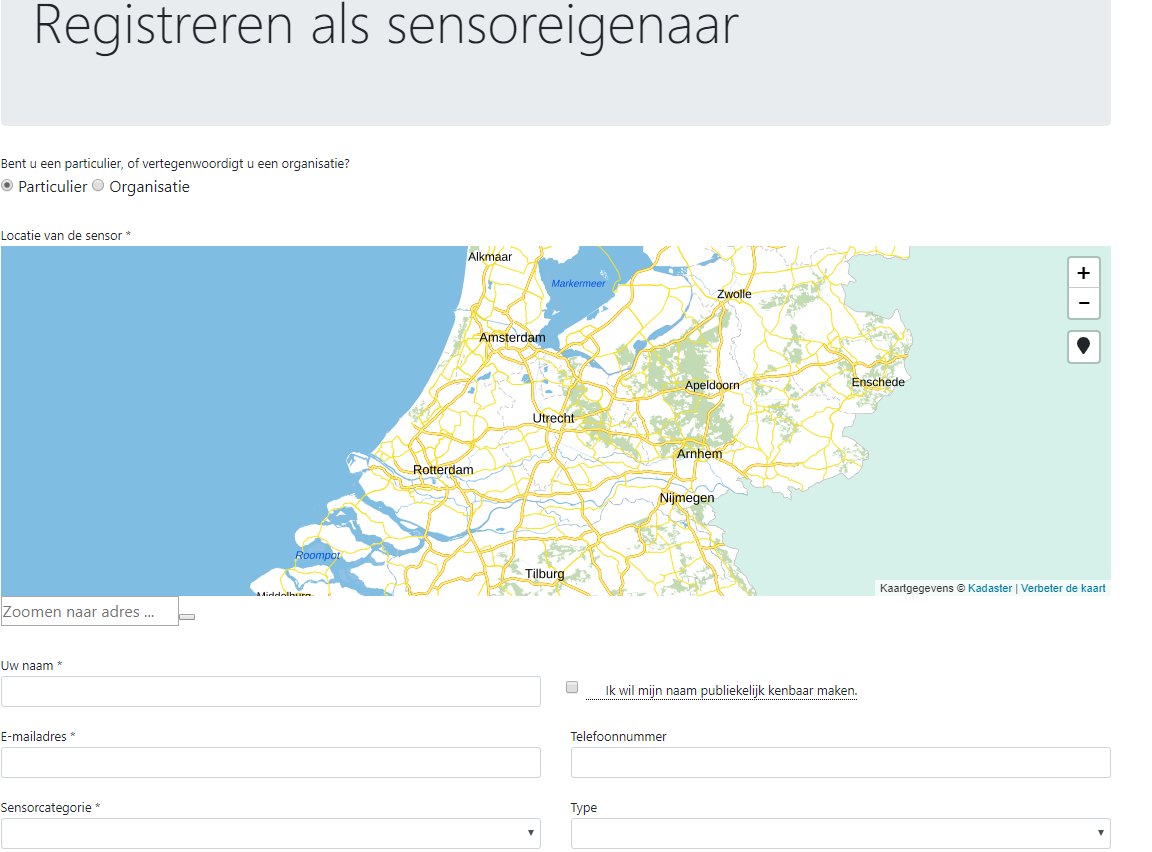 Registreren als sensoreigenaar
Bent u een particulier, of vertegenwoordigt u een organisatie?
Particulier Organisatie
Locatie van de sensor *
Alkmaar
Markermeer
Zwolle
Amsterdam
Apeldoorn
Enschede
Utrecht
Arnhem
Rotterdam
Nijmegen
Roompot
Tilburg
Middelburg
+
−
Kaartgegevens © Kadaster | Verbeter de kaart
Zoomen naar adres ...
Uw naam *
Ik wil mijn naam publiekelijk kenbaar maken.
E-mailadres *
Telefoonnummer
Sensorcategorie *
Type